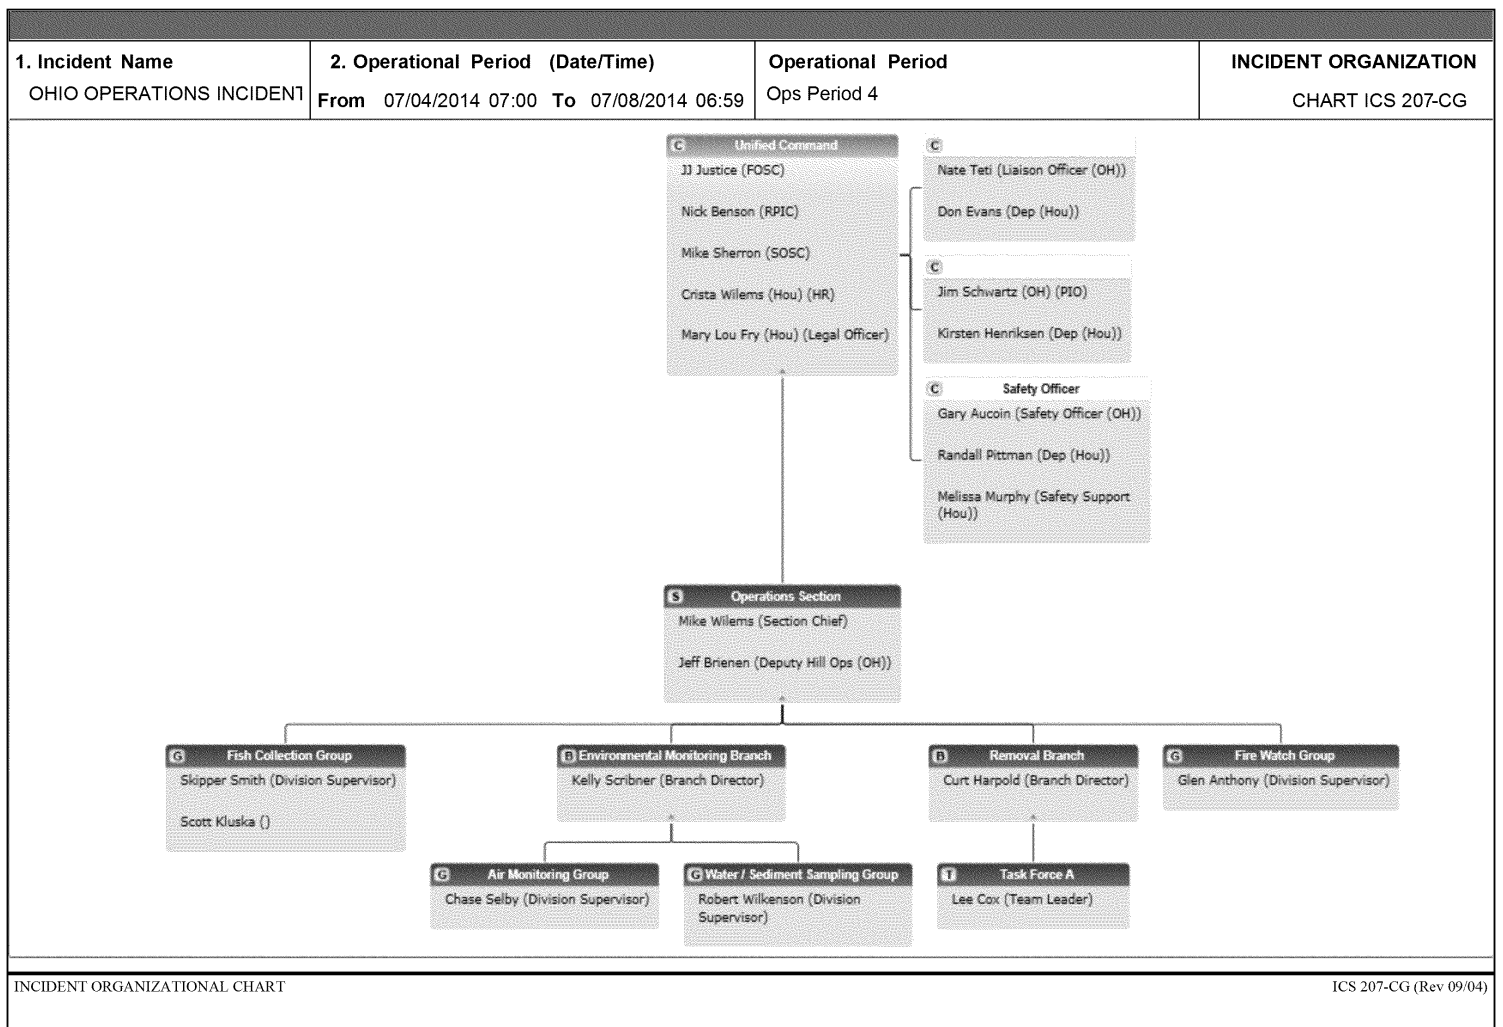 1. Incident Name
OHIO OPERATIONS INCIDENT
2. Operational Period (Date/Time)
From 07/04/2014 07:00 To 07/08/2014 06:59
Operational Period
Ops Period 4
INCIDENT ORGANIZATION
CHART ICS 207-CG
C Unified Command
JJ Justice (FOSC)
Nick Benson (RPIC)
Mike Sherron (SOSC)
Crista Wilems (Hou) (HR)
Mary Lou Fry (Hou) (Legal Officer)
C
Nate Teti (Liaison Officer (OH))
Don Evans (Dep (Hou))
C
Jim Schwartz (OH) (PIO)
Kirsten Henriksen (Dep (Hou))
C Safety Officer
Gary Aucoin (Safety Officer (OH))
Randall Pittman (Dep (Hou))
Melissa Murphy (Safety Support
(Hou))
S Operations Section
Mike Wilems (Section Chief)
Jeff Brienen (Deputy Hill Ops (OH))
G Fish Collection Group
Skipper Smith (Division Supervisor)
Scott Kluska ()
B Environmental Monitoring Branch
Kelly Scribner (Branch Director)
B Removal Branch
Curt Harpold (Branch Director)
G Fire Watch Group
Glen Anthony (Division Supervisor)
G Air Monitoring Group
Chase Selby (Division Supervisor)
G Water / Sediment Sampling Group
Robert Wilkenson (Division
Supervisor)
T Task Force A
Lee Cox (Team Leader)
INCIDENT ORGANIZATIONAL CHART
ICS 207-CG (Rev 09/04)